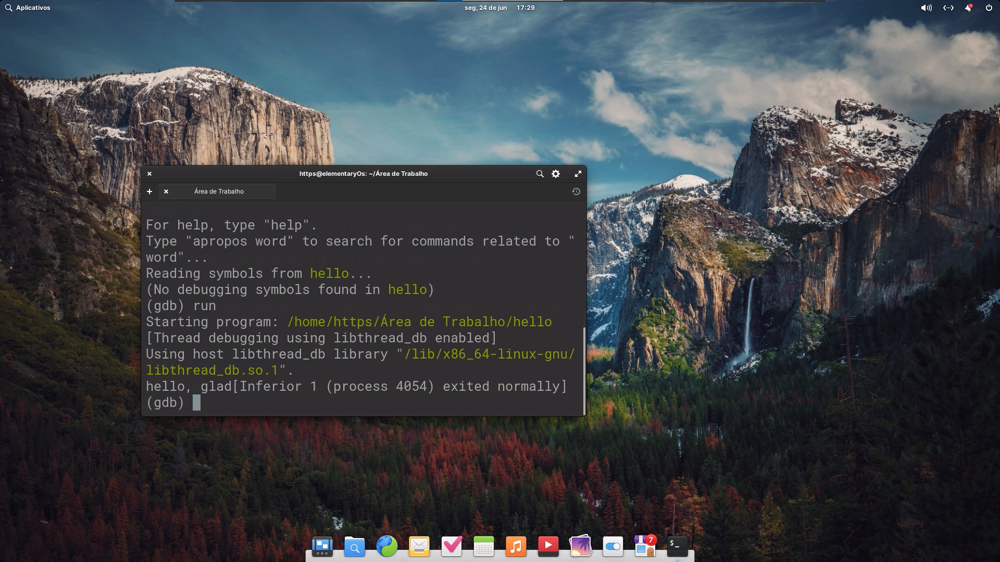 Aplicativos
seg, 24 de jun 17:29
https@elementaryOs: ~/Área de Trabalho
Área de Trabalho
For help, type "help".
Type "apropos word" to search for commands related to "
word"...
Reading symbols from hello...
(No debugging symbols found in hello)
(gdb) run
Starting program: /home/https/Área de Trabalho/hello
[Thread debugging using libthread_db enabled]
Using host libthread_db library "/lib/x86_64-linux-gnu/
libthread_db.so.1".
hello, glad[Inferior 1 (process 4054) exited normally]
(gdb)
7
$_